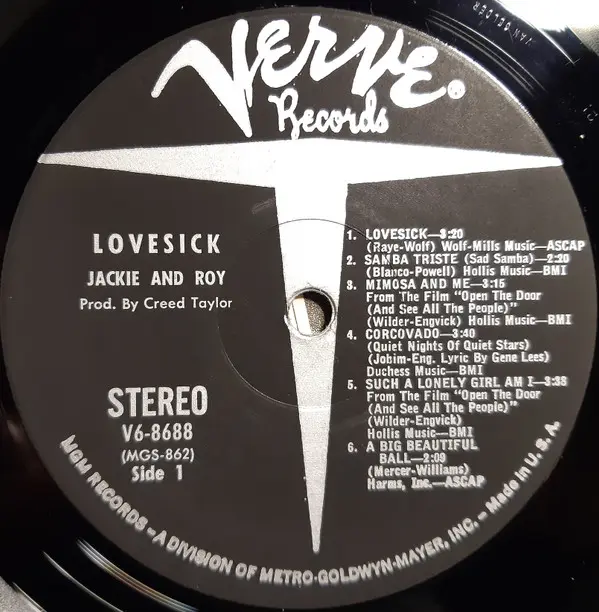 VAN GELDER
Verve®
Records
LOVESICK
JACKIE AND ROY
Prod. By Creed Taylor
STEREO
V6-8688
(MGS-862)
Side 1
1. LOVESICK—3:20
(Raye-Wolf) Wolf-Mills Music—ASCAP
2. SAMBA TRISTE (Sad Samba)—2:20
(Blanco-Powell) Hollis Music—BMI
3. MIMOSA AND ME—3:15
From The Film "Open The Door
(And See All The People)"
(Wilder-Engvick) Hollis Music—BMI
4. CORCOVADO—3:40
(Quiet Nights Of Quiet Stars)
(Jobim-Eng. Lyric By Gene Lees)
Duchess Music—BMI
5. SUCH A LONELY GIRL AM I—3:38
From The Film "Open The Door
(And See All The People)"
(Wilder-Engvick)
Hollis Music—BMI
6. A BIG BEAUTIFUL
BALL—2:09
(Mercer-Williams)
Harms, Inc.—ASCAP
MGM RECORDS – A DIVISION OF METRO-GOLDWYN-MAYER, INC. – Made in U. S. A.